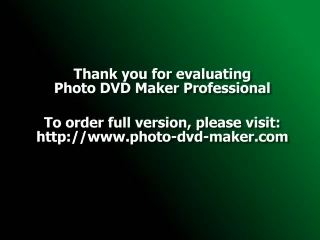 Thank you for evaluating
Photo DVD Maker Professional
To order full version, please visit:
http://www.photo-dvd-maker.com